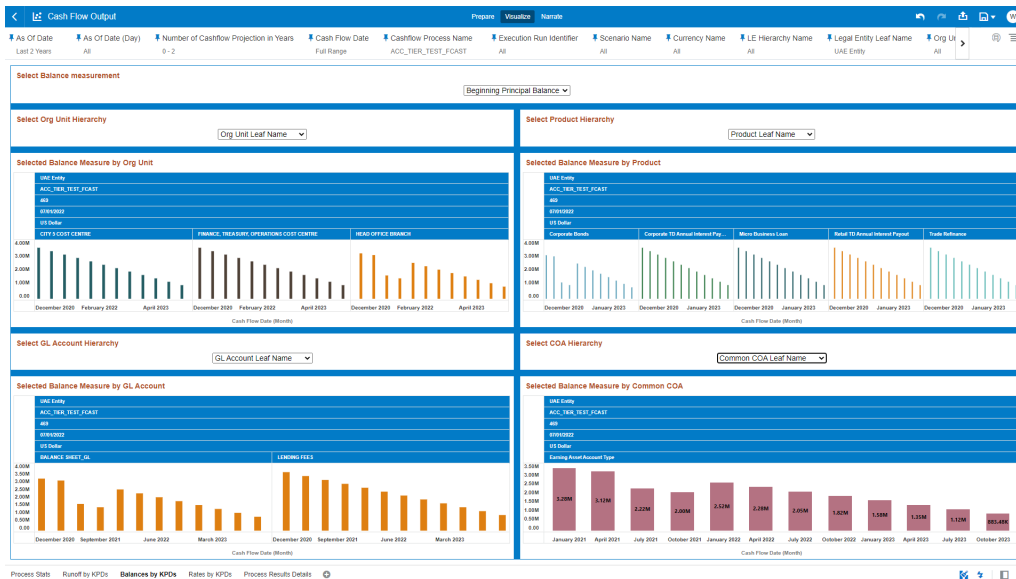 Cash Flow Output
Prepare Visualize Narrate
As Of Date As Of Date (Day) Number of Cashflow Projection in Years Cash Flow Date Cashflow Process Name Execution Run Identifier Scenario Name Currency Name LE Hierarchy Name Legal Entity Leaf Name
Last 2 Years All 0 - 2 Full Range ACC_TIER_TEST_FCAST All All All All UAE Entity All
Select Balance measurement
Beginning Principal Balance
Select Org Unit Hierarchy
Org Unit Leaf Name
Select Product Hierarchy
Product Leaf Name
Selected Balance Measure by Org Unit
UAE Entity
ACC_TIER_TEST_FCAST
07/01/2022
US Dollar
CITY 3 COST CENTRE FINANCE, TREASURY, OPERATIONS COST CENTRE HEAD OFFICE BRANCH
4.00M
3.00M
2.00M
1.00M
0.00
December 2020 February 2022 April 2023 December 2020 February 2022 April 2023 December 2020 February 2022 April 2023
Cash Flow Date (Month)
Selected Balance Measure by Product
UAE Entity
ACC_TIER_TEST_FCAST
07/01/2022
US Dollar
Corporate Bonds Corporate TD Annual Interest Pay... Micro Business Loan Retail TD Annual Interest Payout Trade Refinance
4.00M
3.00M
2.00M
1.00M
0.00
December 2020 January 2023 December 2020 January 2023 December 2020 January 2023 December 2020 January 2023 December 2020 January 2023
Cash Flow Date (Month)
Select GL Account Hierarchy
GL Account Leaf Name
Select COA Hierarchy
Common COA Leaf Name
Selected Balance Measure by GL Account
UAE Entity
ACC_TIER_TEST_FCAST
07/01/2022
US Dollar
BALANCE SHEET_GL LENDING FEES
4.00M
3.50M
3.00M
2.50M
2.00M
1.50M
1.00M
0.50M
0.00
December 2020 September 2021 June 2022 March 2023 December 2020 September 2021 June 2022 March 2023
Cash Flow Date (Month)
Selected Balance Measure by Common COA
UAE Entity
ACC_TIER_TEST_FCAST
07/01/2022
US Dollar
Earning Asset Account Type
3.50M
3.00M
2.50M
2.00M
1.50M
1.00M
0.50M
0.00
3.28M 3.12M 2.22M 2.00M 2.52M 2.28M 2.05M 1.82M 1.58M 1.35M 1.12M 885.48K
January 2021 April 2021 July 2021 October 2021 January 2022 April 2022 July 2022 October 2022 January 2023 April 2023 July 2023 October 2023
Cash Flow Date (Month)
Process Stats Runoff by KPDs Balances by KPDs Rates by KPDs Process Results Details